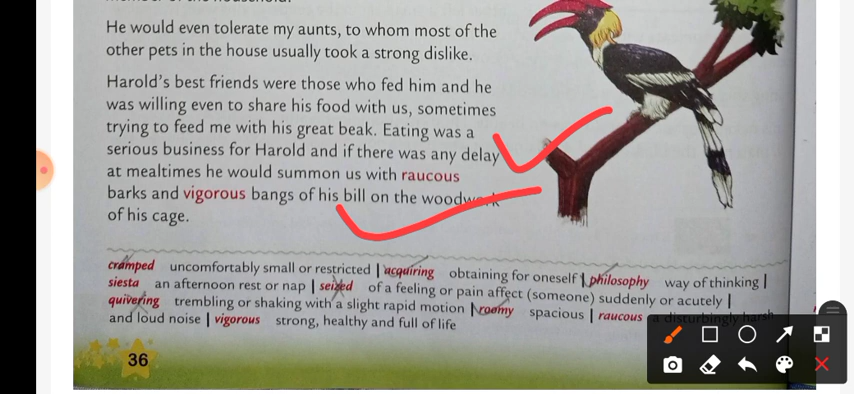 He would even tolerate my aunts, to whom most of the
other pets in the house usually took a strong dislike.
Harold's best friends were those who fed him and he
was willing even to share his food with us, sometimes
trying to feed me with his great beak. Eating was a
serious business for Harold and if there was any delay
at mealtimes he would summon us with raucous
barks and vigorous bangs of his bill on the woodwork
of his cage.
cramped uncomfortably small or restricted | acquiring obtaining for oneself | philosophy way of thinking |
siesta an afternoon rest or nap | seized of a feeling or pain affect (someone) suddenly or acutely |
quivering trembling or shaking with a slight rapid motion | roomy spacious | raucous a disturbingly harsh
and loud noise | vigorous strong, healthy and full of life
36